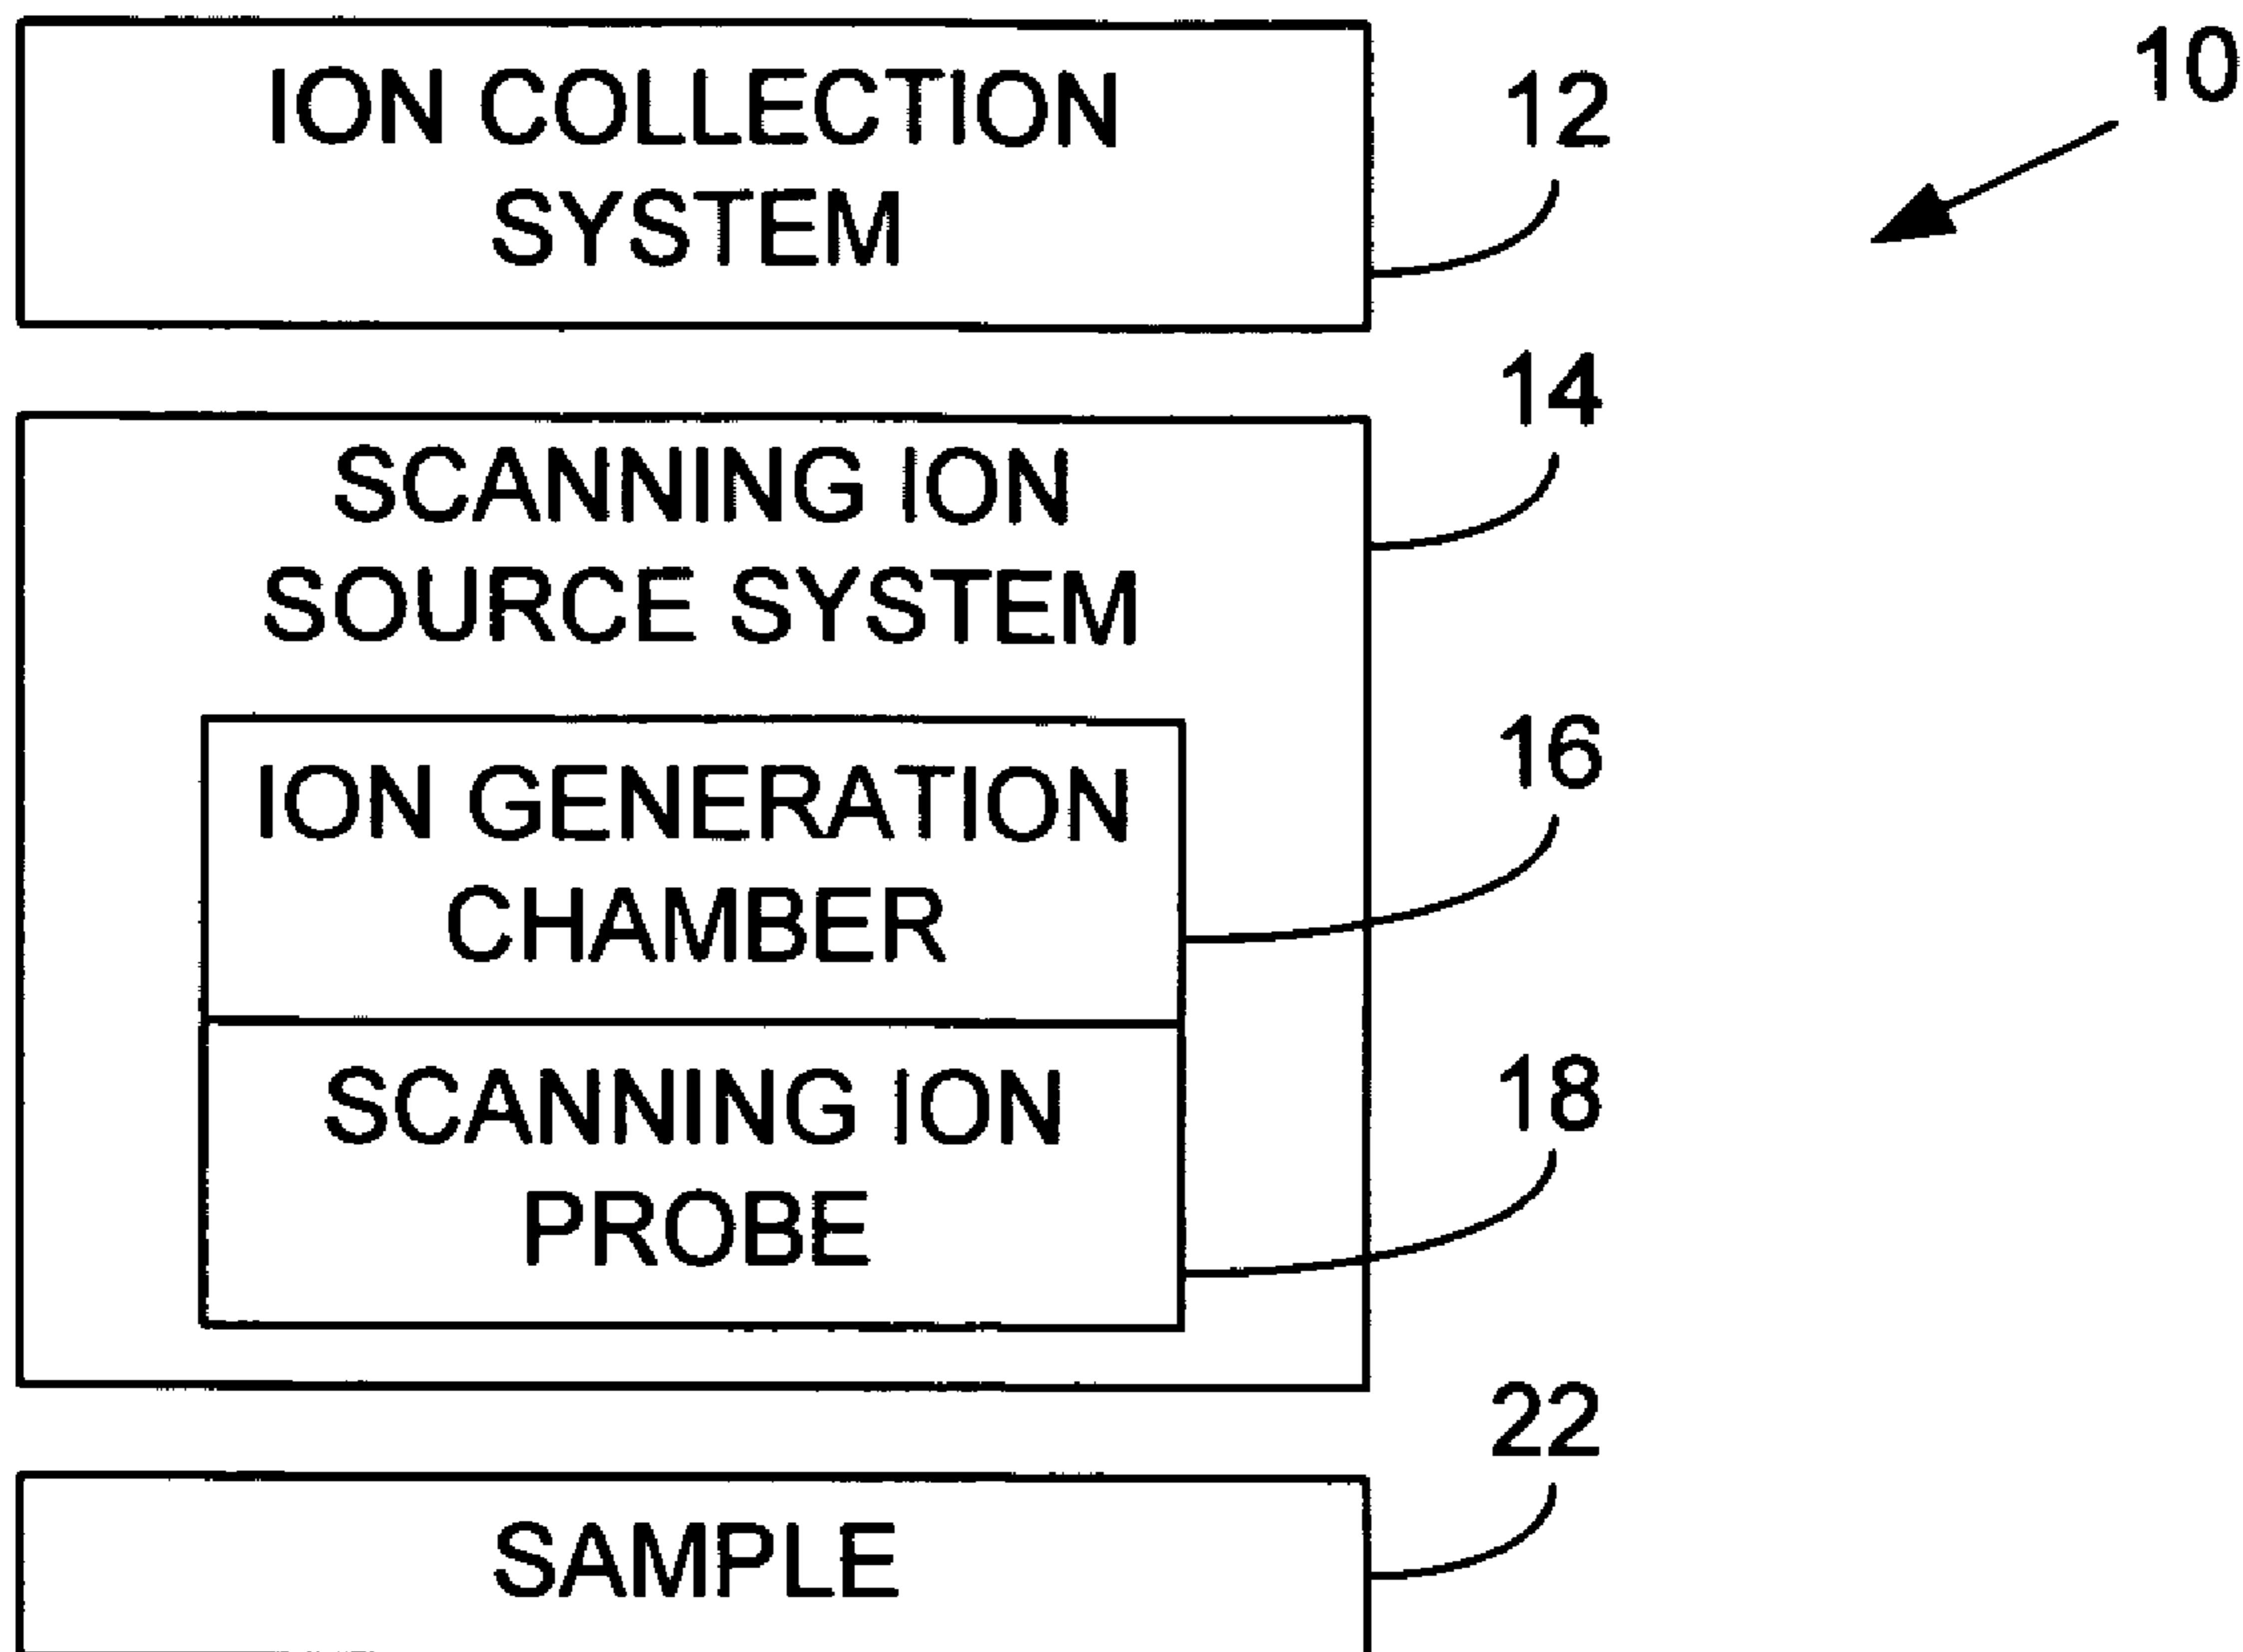 10
ION COLLECTION
SYSTEM
12
14
SCANNING ION
SOURCE SYSTEM
16
ION GENERATION
CHAMBER
18
SCANNING ION
PROBE
22
SAMPLE